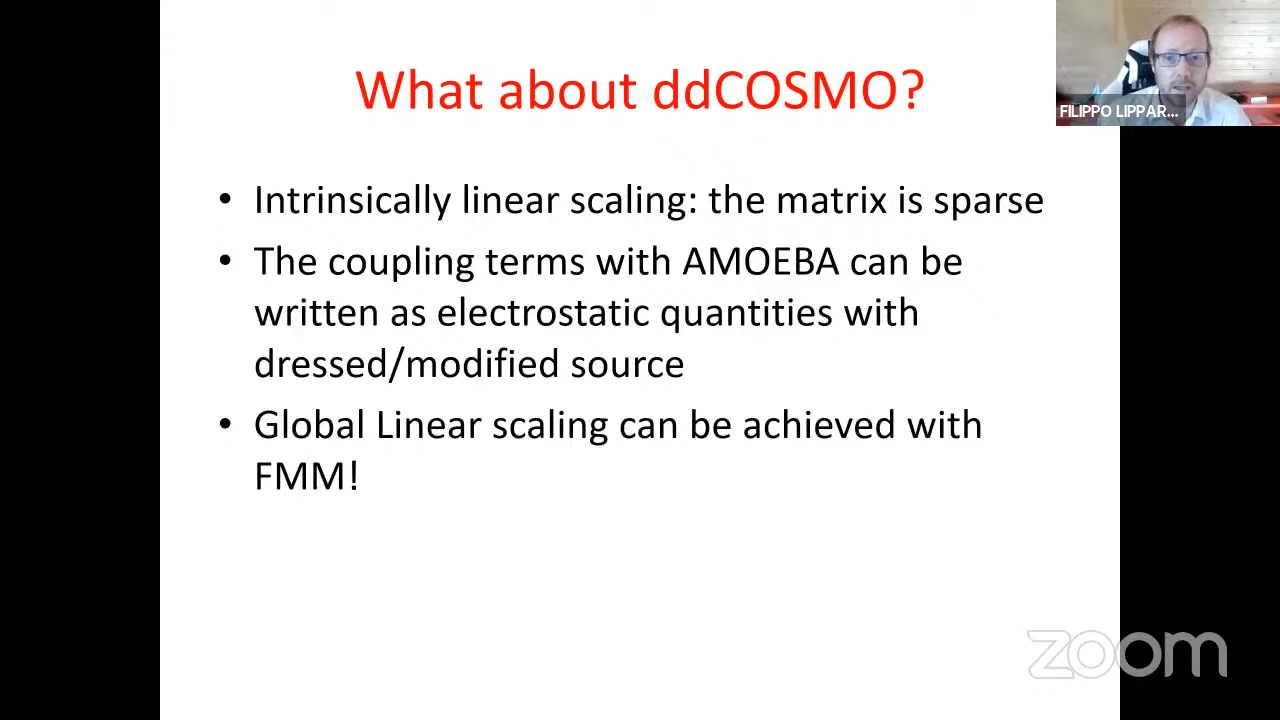 What about ddCOSMO?
FILIPPO LIPPAR...
• Intrinsically linear scaling: the matrix is sparse
• The coupling terms with AMOEBA can be
written as electrostatic quantities with
dressed/modified source
• Global Linear scaling can be achieved with
FMM!
zoom